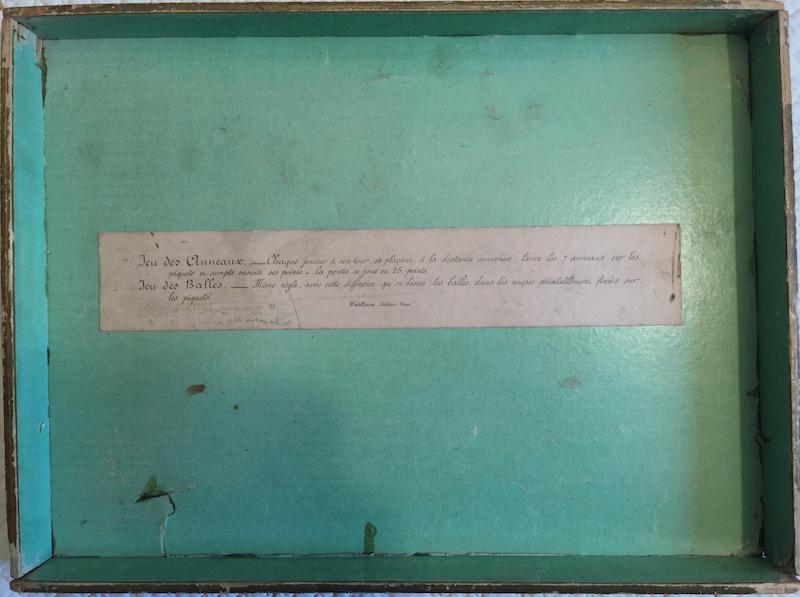 Jeu des Anneaux. — Chaque joueur à son tour, se plaçant à la distance convenue, lance les 7 anneaux sur les
piquets et compte ensuite ses points. La partie se joue en 25 points.
Jeu des Balles. — Même règle, avec cette différence qu'on lance les balles dans les coupes préalablement fixées sur
les piquets.